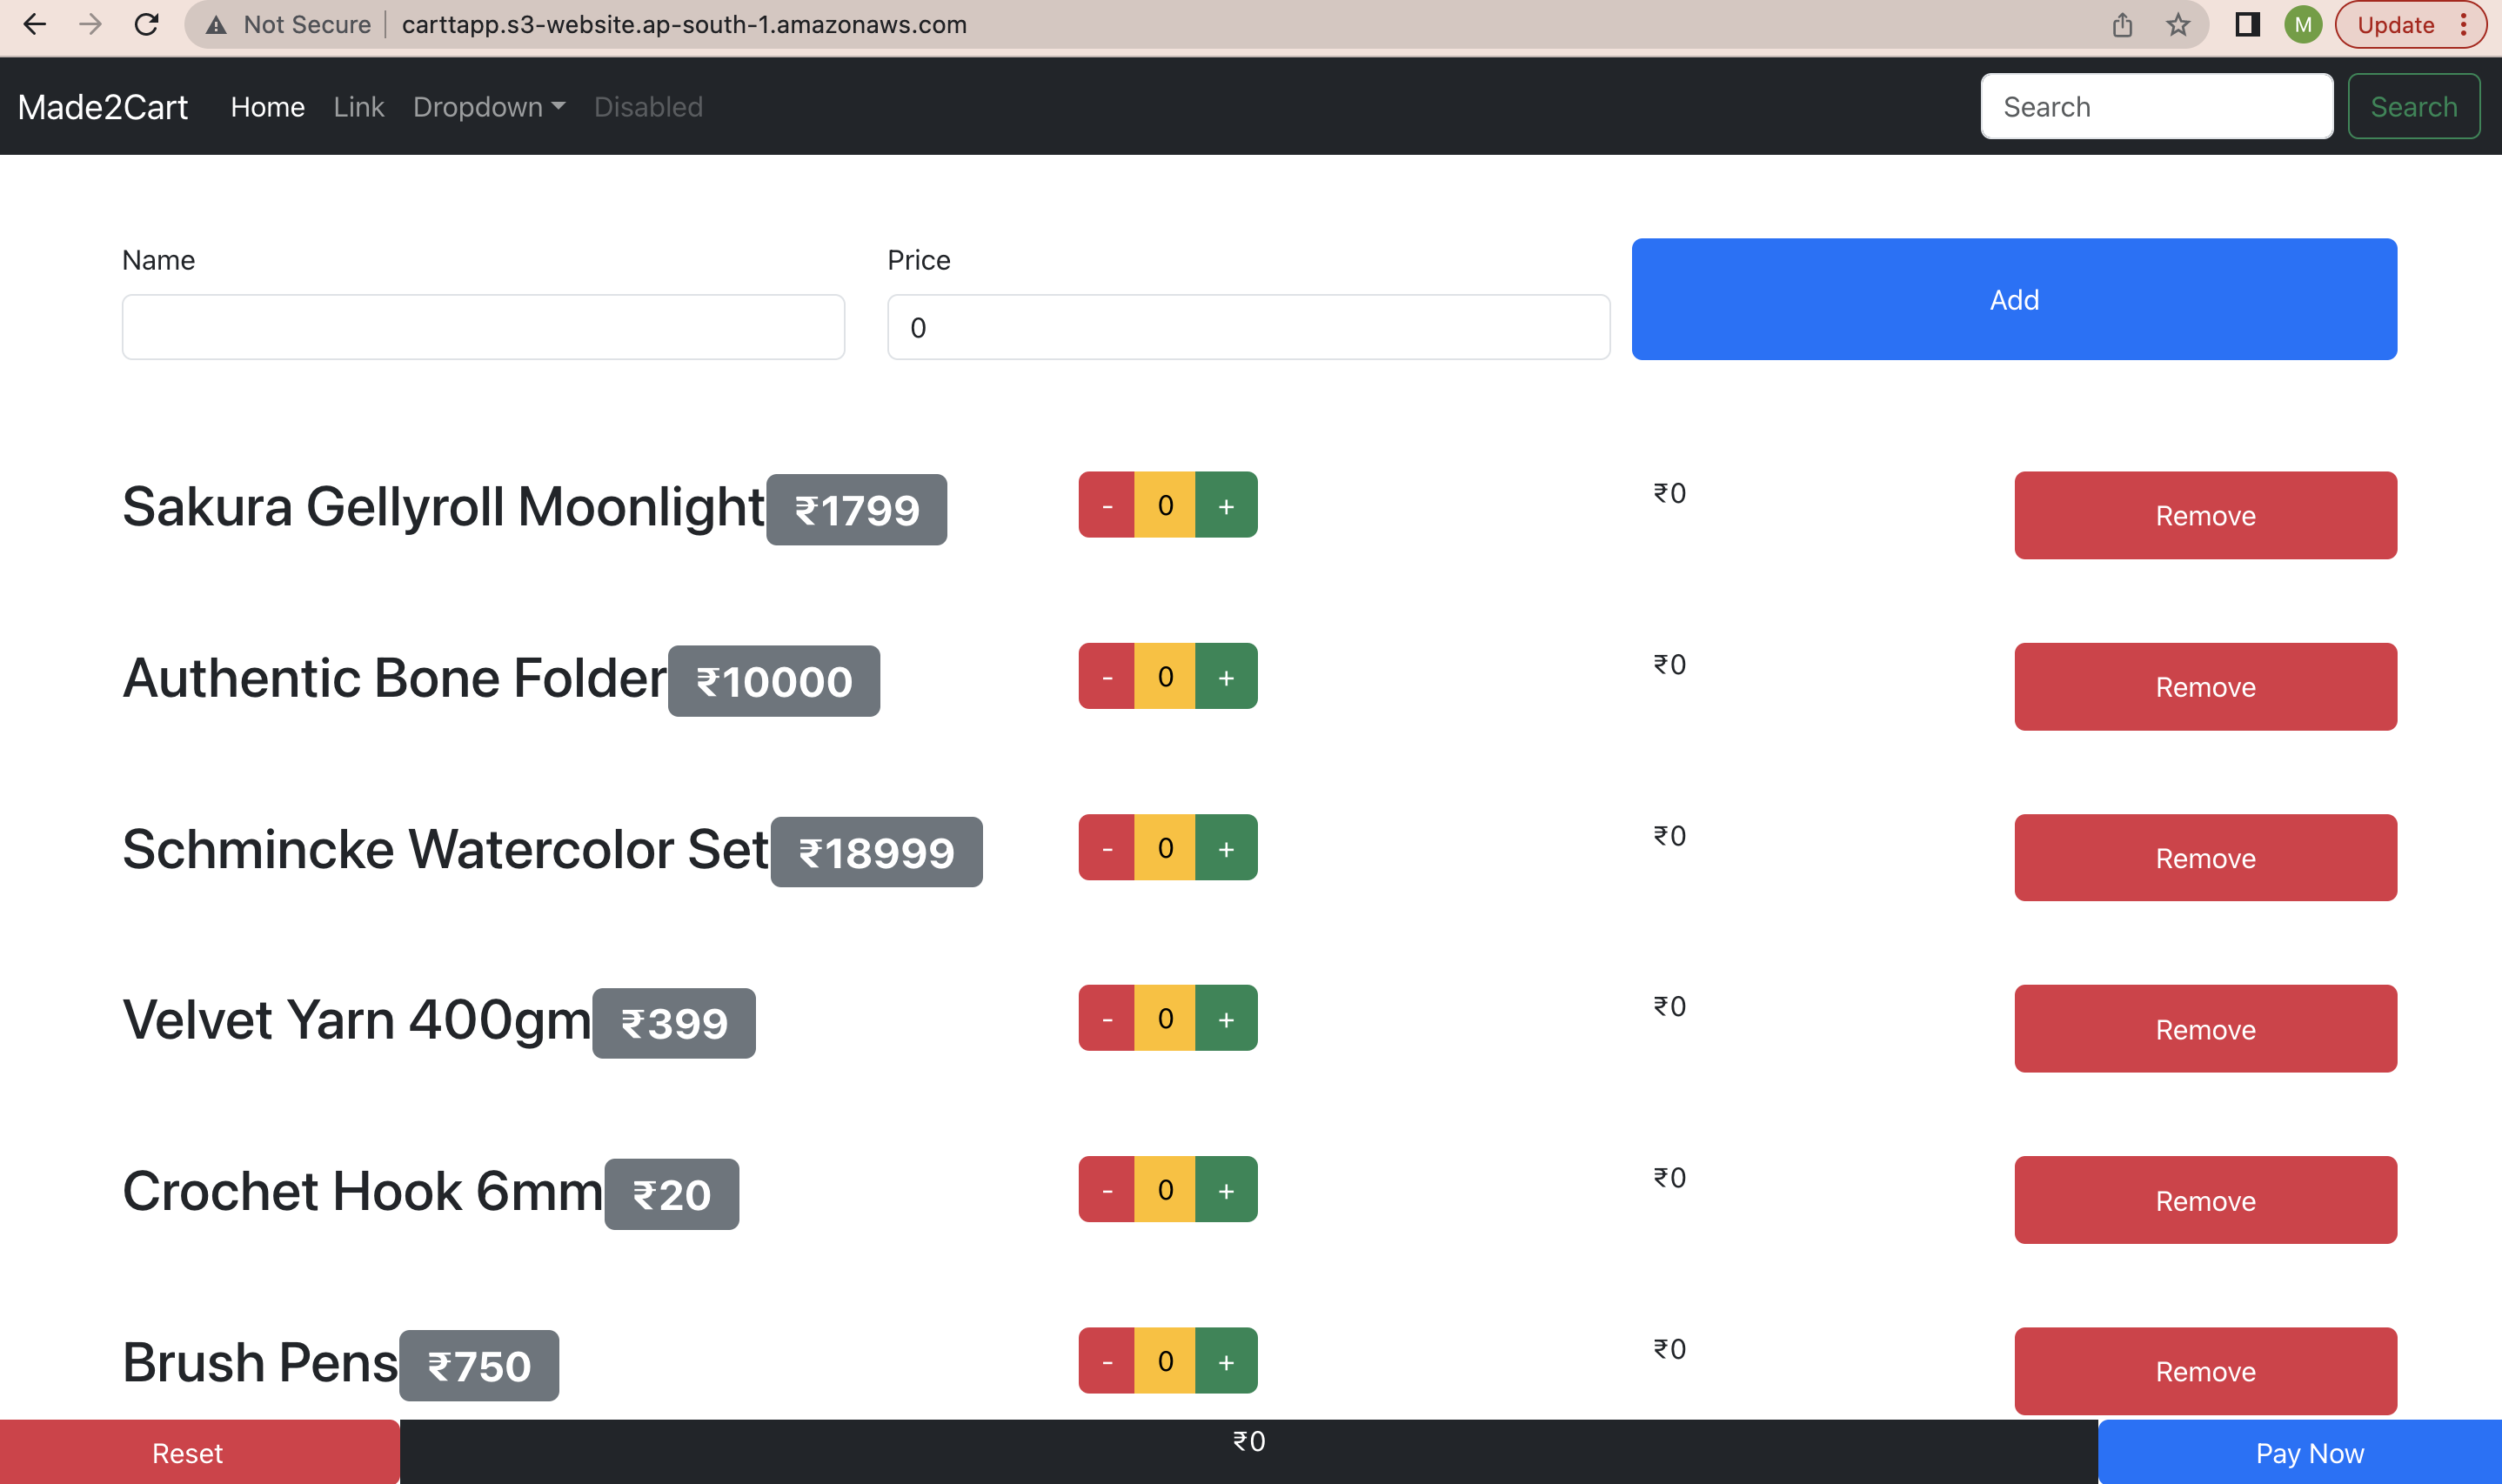 Not Secure carttapp.s3-website.ap-south-1.amazonaws.com M Update
Made2Cart Home Link Dropdown Disabled Search Search
Name Price
0 Add
Sakura Gellyroll Moonlight ₹1799 - 0 + ₹0 Remove
Authentic Bone Folder ₹10000 - 0 + ₹0 Remove
Schmincke Watercolor Set ₹18999 - 0 + ₹0 Remove
Velvet Yarn 400gm ₹399 - 0 + ₹0 Remove
Crochet Hook 6mm ₹20 - 0 + ₹0 Remove
Brush Pens ₹750 - 0 + ₹0 Remove
Reset ₹0 Pay Now